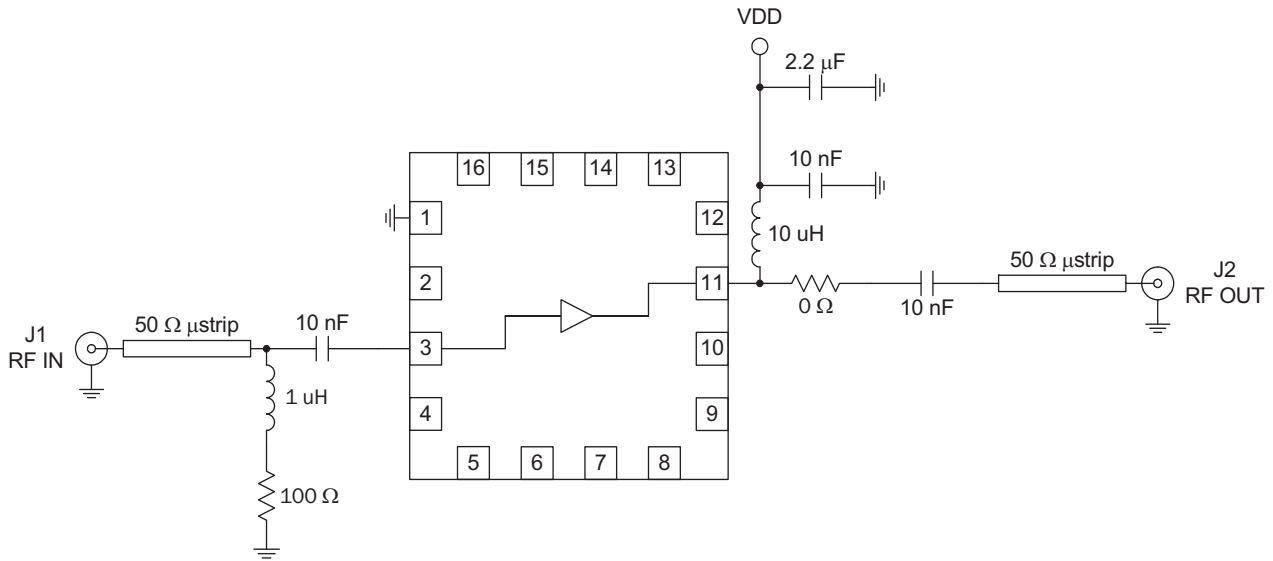 VDD
2.2 μF
16
15
14
13
10 nF
1
12
10 uH
2
11
50 Ω μstrip
J2
RF OUT
0 Ω
10 nF
J1
RF IN
50 Ω μstrip
10 nF
3
10
1 uH
4
9
5
6
7
8
100 Ω